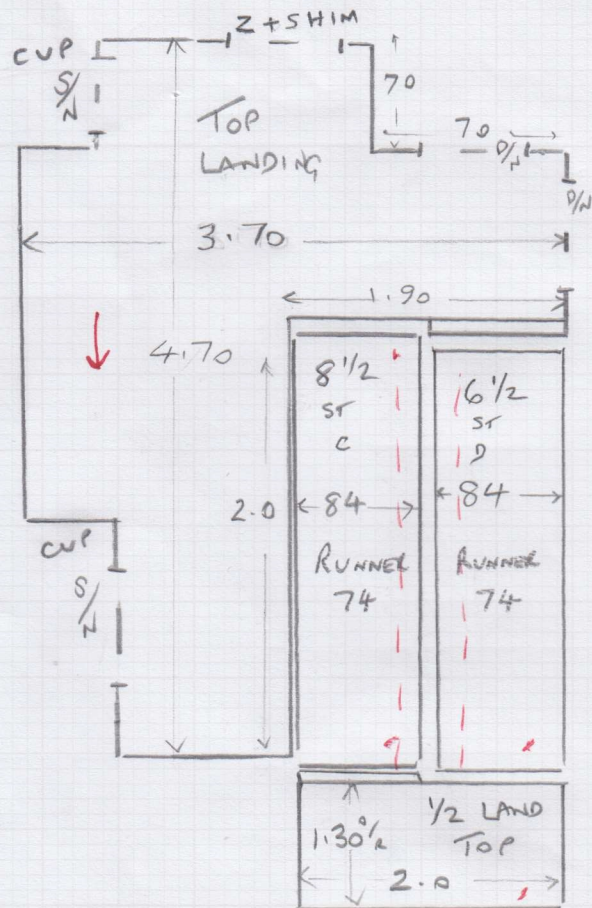 Z + SHIM
CUP
S/N
70
TOP
LANDING
70
D/N
D/N
3.70
1.90
4.70
8 1/2
ST
C
6 1/2
ST
D
2.0
84
84
CUP
S/N
RUNNER
74
RUNNER
74
1/2 LAND
TOP
1.30
2.0